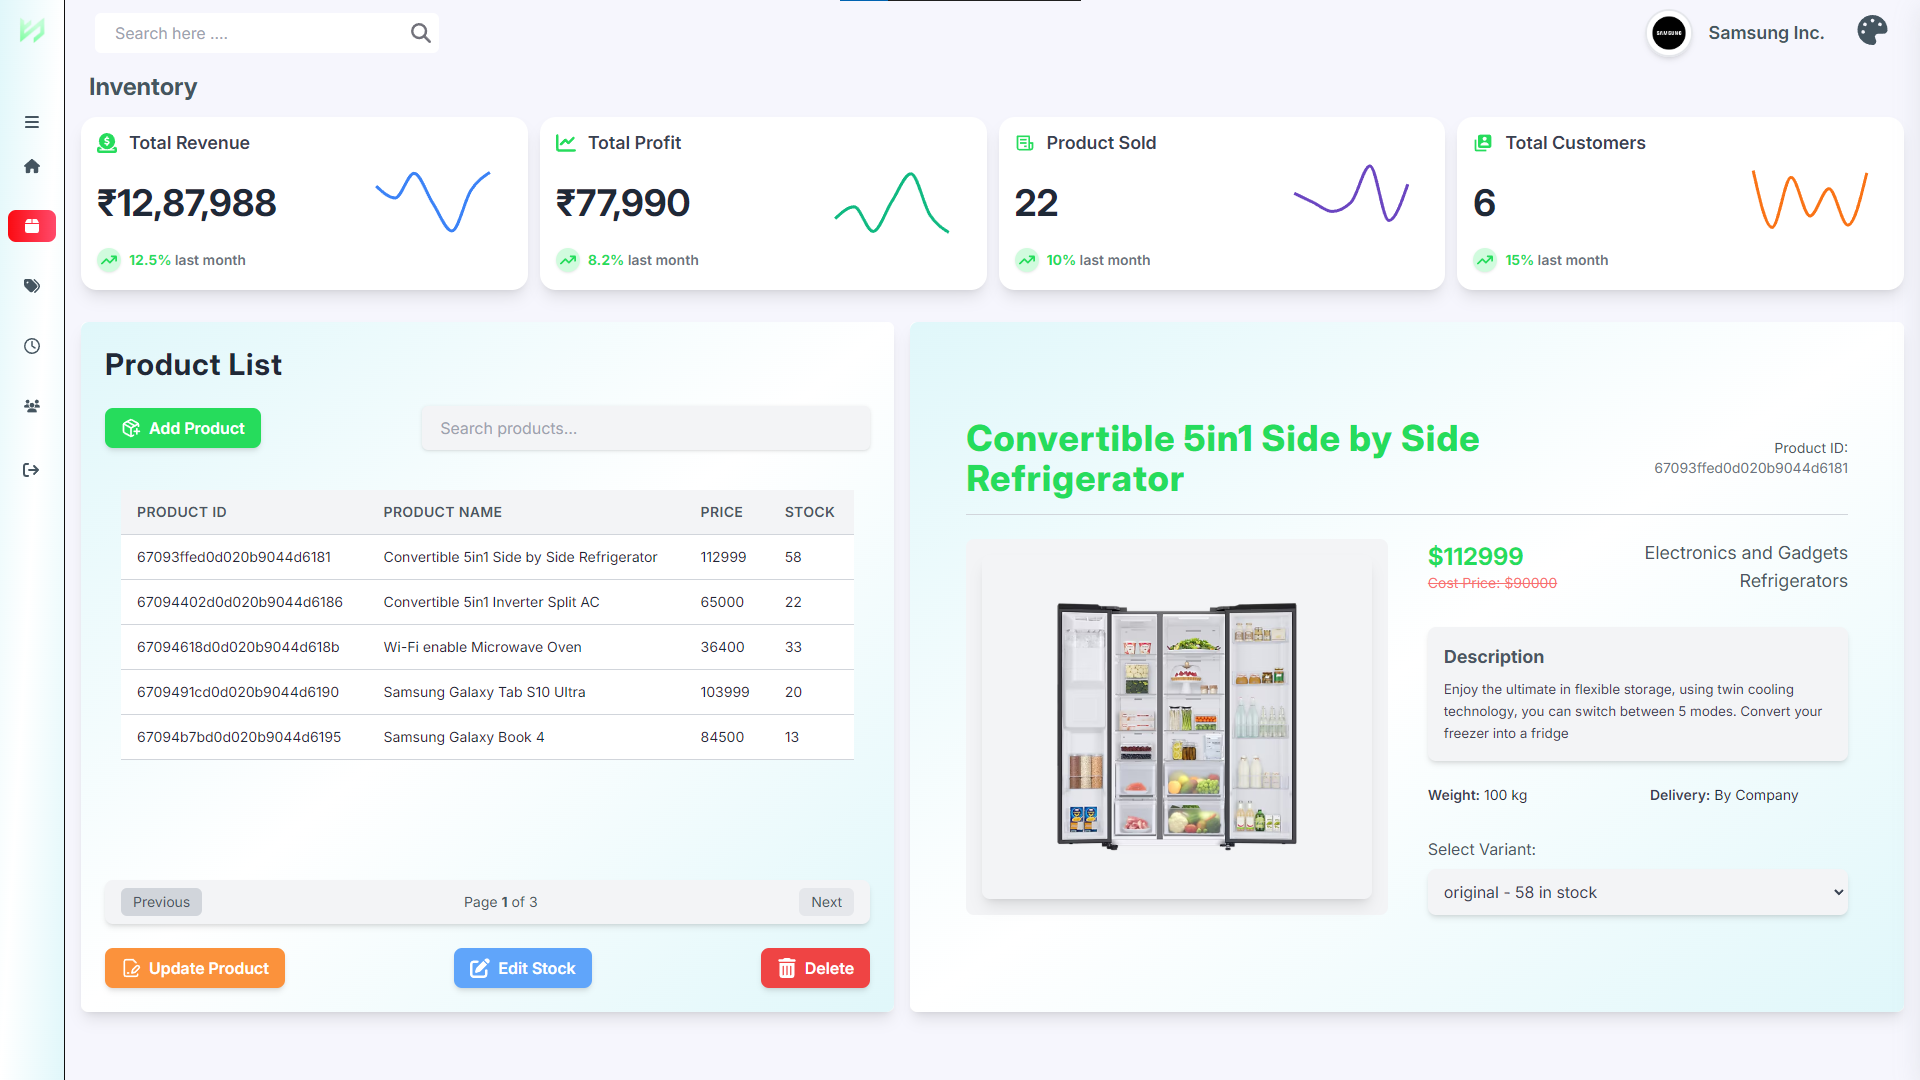 Search here ....
SAMSUNG
Samsung Inc.
Inventory
Total Revenue
₹12,87,988
12.5% last month
Total Profit
₹77,990
8.2% last month
Product Sold
22
10% last month
Total Customers
6
15% last month
Product List
Add Product
Search products...
PRODUCT ID PRODUCT NAME PRICE STOCK
67093ffed0d020b9044d6181 Convertible 5in1 Side by Side Refrigerator 112999 58
67094402d0d020b9044d6186 Convertible 5in1 Inverter Split AC 65000 22
67094618d0d020b9044d618b Wi-Fi enable Microwave Oven 36400 33
6709491cd0d020b9044d6190 Samsung Galaxy Tab S10 Ultra 103999 20
67094b7bd0d020b9044d6195 Samsung Galaxy Book 4 84500 13
Previous Page 1 of 3 Next
Update Product Edit Stock Delete
Convertible 5in1 Side by Side
Refrigerator
Product ID:
67093ffed0d020b9044d6181
$112999
Cost Price: $90000
Electronics and Gadgets
Refrigerators
Description
Enjoy the ultimate in flexible storage, using twin cooling
technology, you can switch between 5 modes. Convert your
freezer into a fridge
Weight: 100 kg Delivery: By Company
Select Variant:
original - 58 in stock